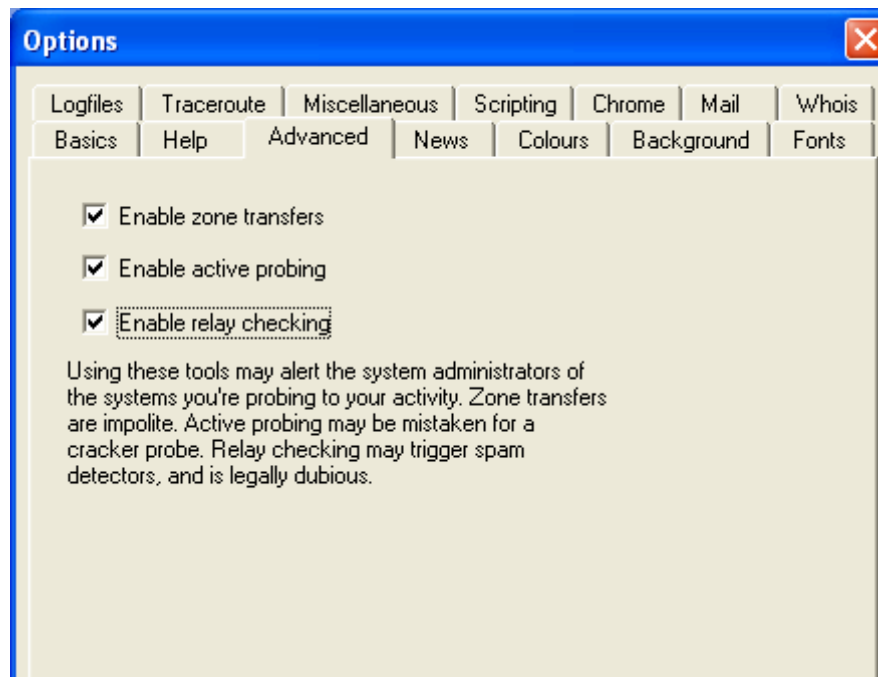 Options
Logfiles Traceroute Miscellaneous Scripting Chrome Mail Whois
Basics Help Advanced News Colours Background Fonts
Enable zone transfers
Enable active probing
Enable relay checking
Using these tools may alert the system administrators of
the systems you're probing to your activity. Zone transfers
are impolite. Active probing may be mistaken for a
cracker probe. Relay checking may trigger spam
detectors, and is legally dubious.